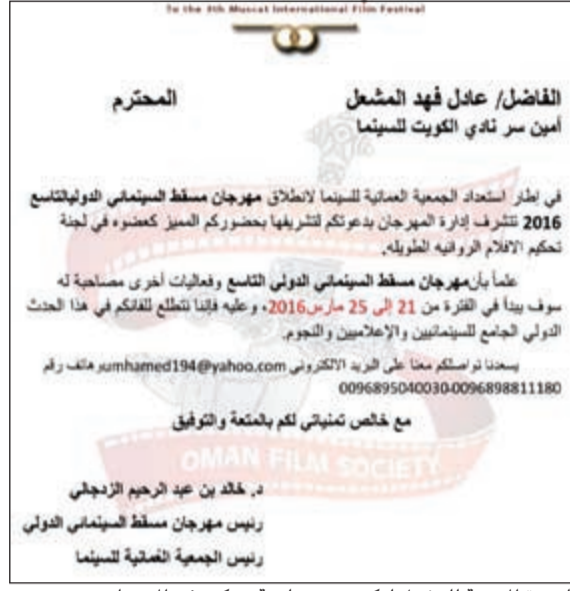 To the 9th Muscat International Film Festival
الفاضل/ عادل فهد المشعل المحترم
أمين سر نادي الكويت للسينما
في إطار استعداد الجمعية العمانية للسينما لانطلاق مهرجان مسقط السينمائي الدوليالتاسع
2016 تتشرف إدارة المهرجان بدعوتكم لتشريفها بحضوركم المميز كعضوه في لجنة
تحكيم الافلام الروائيه الطويله.
علماً بأنمهرجان مسقط السينمائي الدولي التاسع وفعاليات أخرى مصاحبة له
سوف يبدأ في الفترة من 21 إلى 25 مارس2016، وعليه فإننا نتطلع للقائكم في هذا الحدث
الدولي الجامع للسينمائيين والإعلاميين والنجوم.
يسعدنا تواصلكم معنا على البريد الالكتروني umhamed194@yahoo.comوهاتف رقم
0096895040030-0096898811180
مع خالص تمنياتي لكم بالمتعة والتوفيق
OMAN FILM SOCIETY
د. خالد بن عبد الرحيم الزدجالي
رئيس مهرجان مسقط السينمائي الدولي
رئيس الجمعية العمانية للسينما